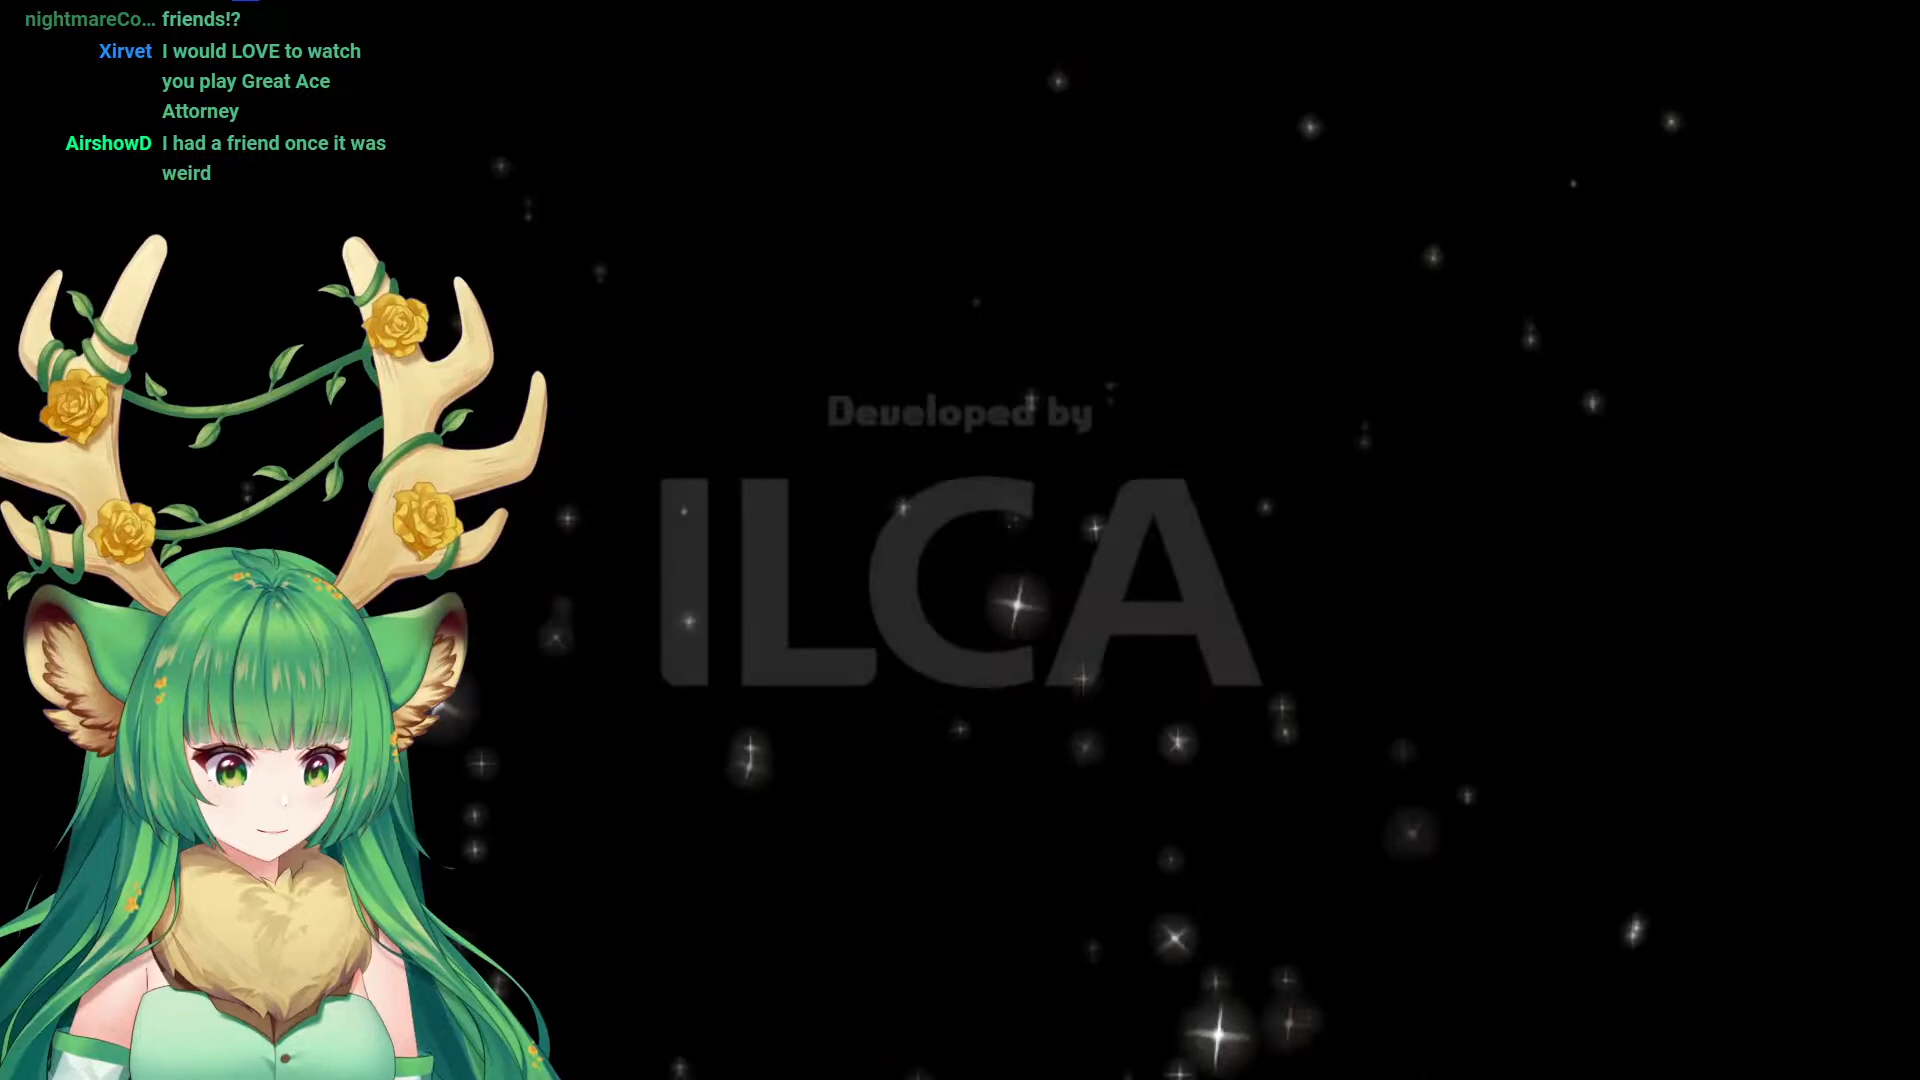 nightmareCo... friends!?
Xirvet I would LOVE to watch
you play Great Ace
Attorney
AirshowD I had a friend once it was
weird
Developed by
ILCA